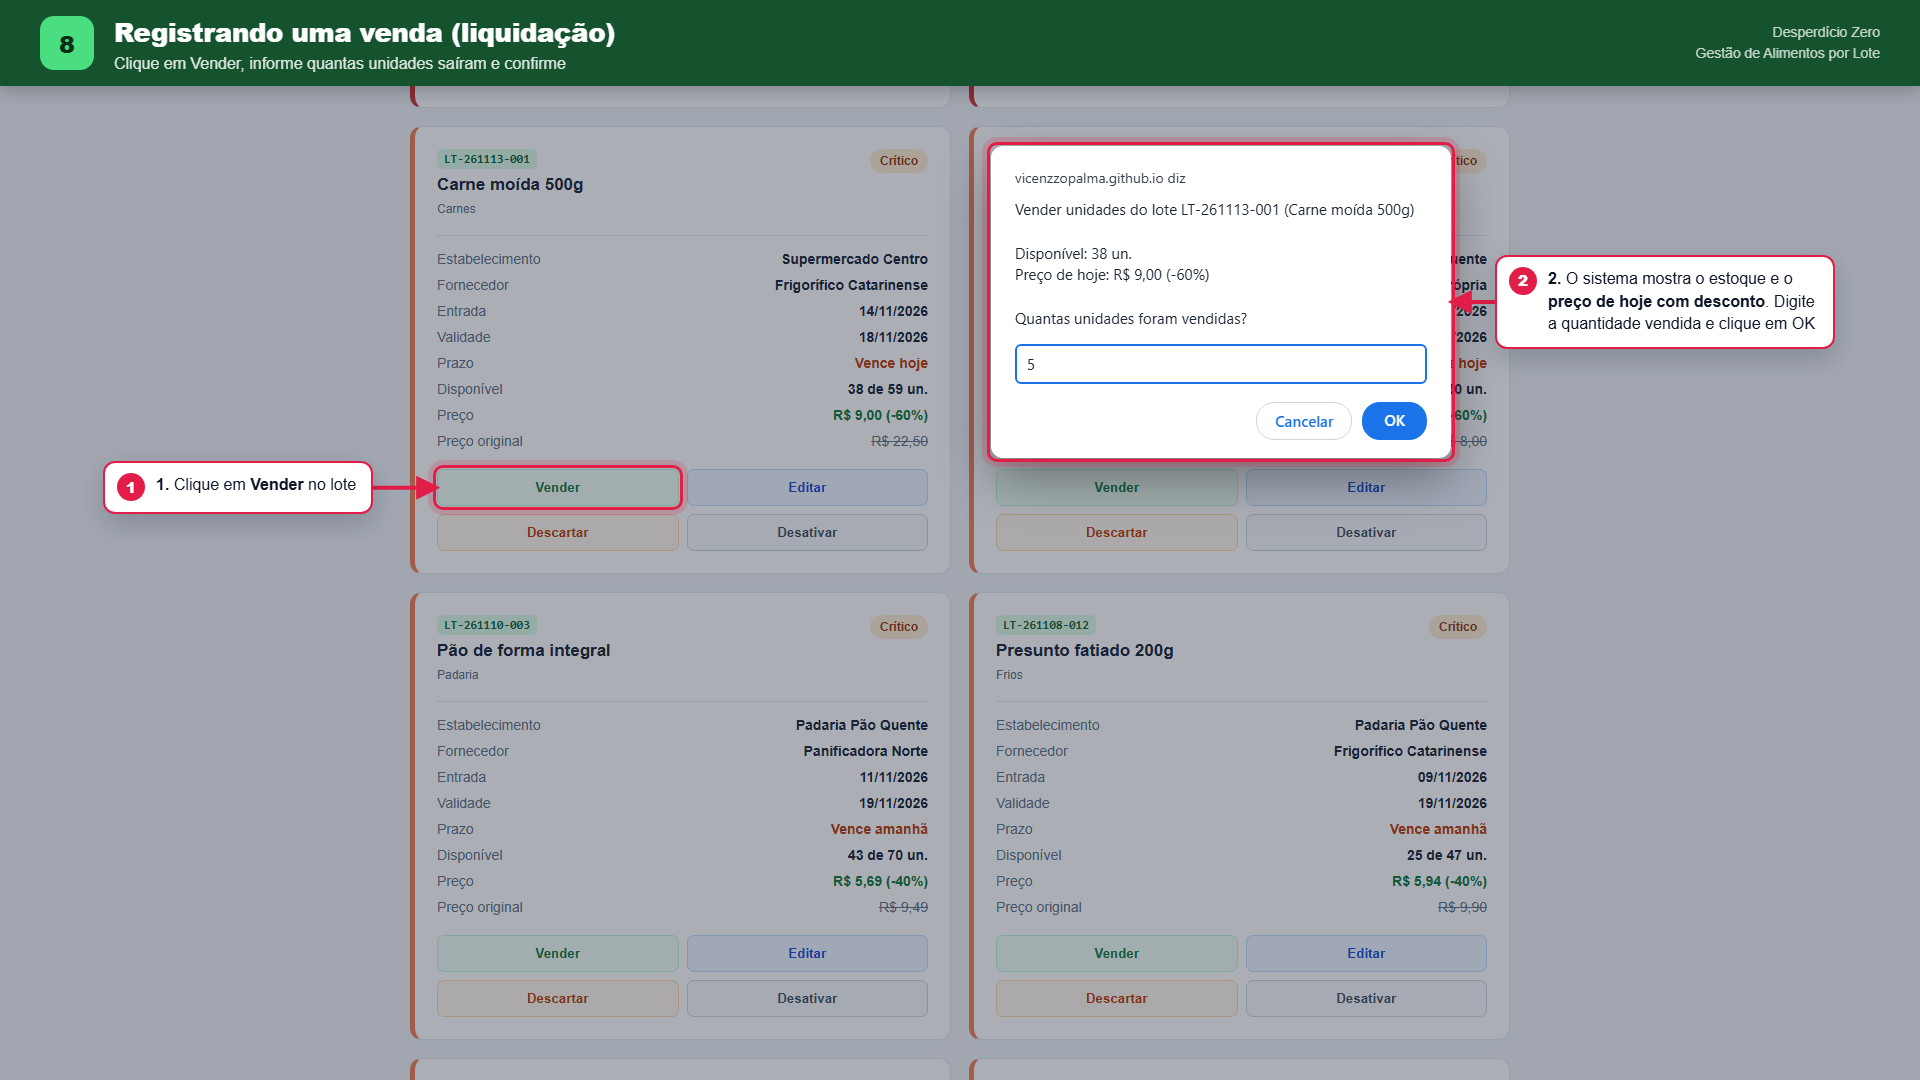 8
Registrando uma venda (liquidação)
Clique em Vender, informe quantas unidades saíram e confirme
Desperdício Zero
Gestão de Alimentos por Lote
LT-261113-001
Crítico
Carne moída 500g
Carnes
Estabelecimento Supermercado Centro
Fornecedor Frigorífico Catarinense
Entrada 14/11/2026
Validade 18/11/2026
Prazo Vence hoje
Disponível 38 de 59 un.
Preço R$ 9,00 (-60%)
Preço original R$ 22,50
Vender Editar
Descartar Desativar
1 1. Clique em Vender no lote
vicenzzopalma.github.io diz
Vender unidades do lote LT-261113-001 (Carne moída 500g)
Disponível: 38 un.
Preço de hoje: R$ 9,00 (-60%)
Quantas unidades foram vendidas?
5
Cancelar OK
2 2. O sistema mostra o estoque e o
preço de hoje com desconto. Digite
a quantidade vendida e clique em OK
hoje
un.
8,00
Vender Editar
Descartar Desativar
LT-261110-003
Crítico
Pão de forma integral
Padaria
Estabelecimento Padaria Pão Quente
Fornecedor Panificadora Norte
Entrada 11/11/2026
Validade 19/11/2026
Prazo Vence amanhã
Disponível 43 de 70 un.
Preço R$ 5,69 (-40%)
Preço original R$ 9,49
Vender Editar
Descartar Desativar
LT-261108-012
Crítico
Presunto fatiado 200g
Frios
Estabelecimento Padaria Pão Quente
Fornecedor Frigorífico Catarinense
Entrada 09/11/2026
Validade 19/11/2026
Prazo Vence amanhã
Disponível 25 de 47 un.
Preço R$ 5,94 (-40%)
Preço original R$ 9,90
Vender Editar
Descartar Desativar